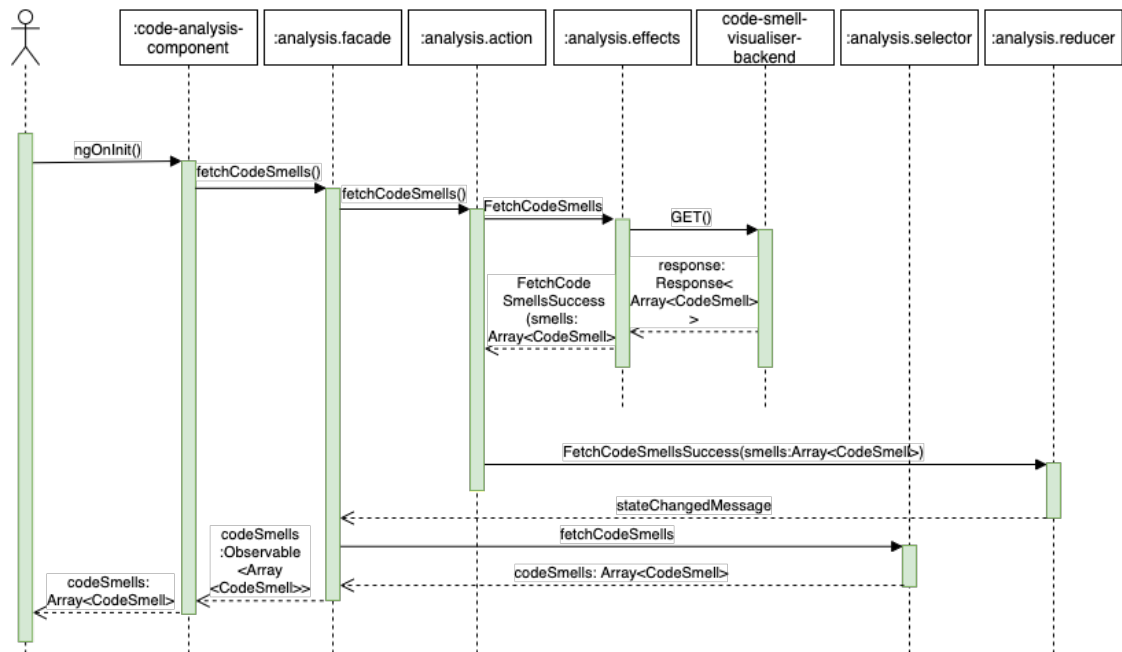 :code-analysis-
component
:analysis.facade
:analysis.action
:analysis.effects
code-smell-
visualiser-
backend
:analysis.selector
:analysis.reducer
ngOnInit()
fetchCodeSmells()
fetchCodeSmells()
FetchCodeSmells
GET()
response:
Response<
Array<CodeSmell>
>
FetchCode
SmellsSuccess
(smells:
Array<CodeSmell>
FetchCodeSmellsSuccess(smells:Array<CodeSmell>)
stateChangedMessage
fetchCodeSmells
codeSmells
:Observable
<Array
<CodeSmell>>
codeSmells: Array<CodeSmell>
codeSmells:
Array<CodeSmell>